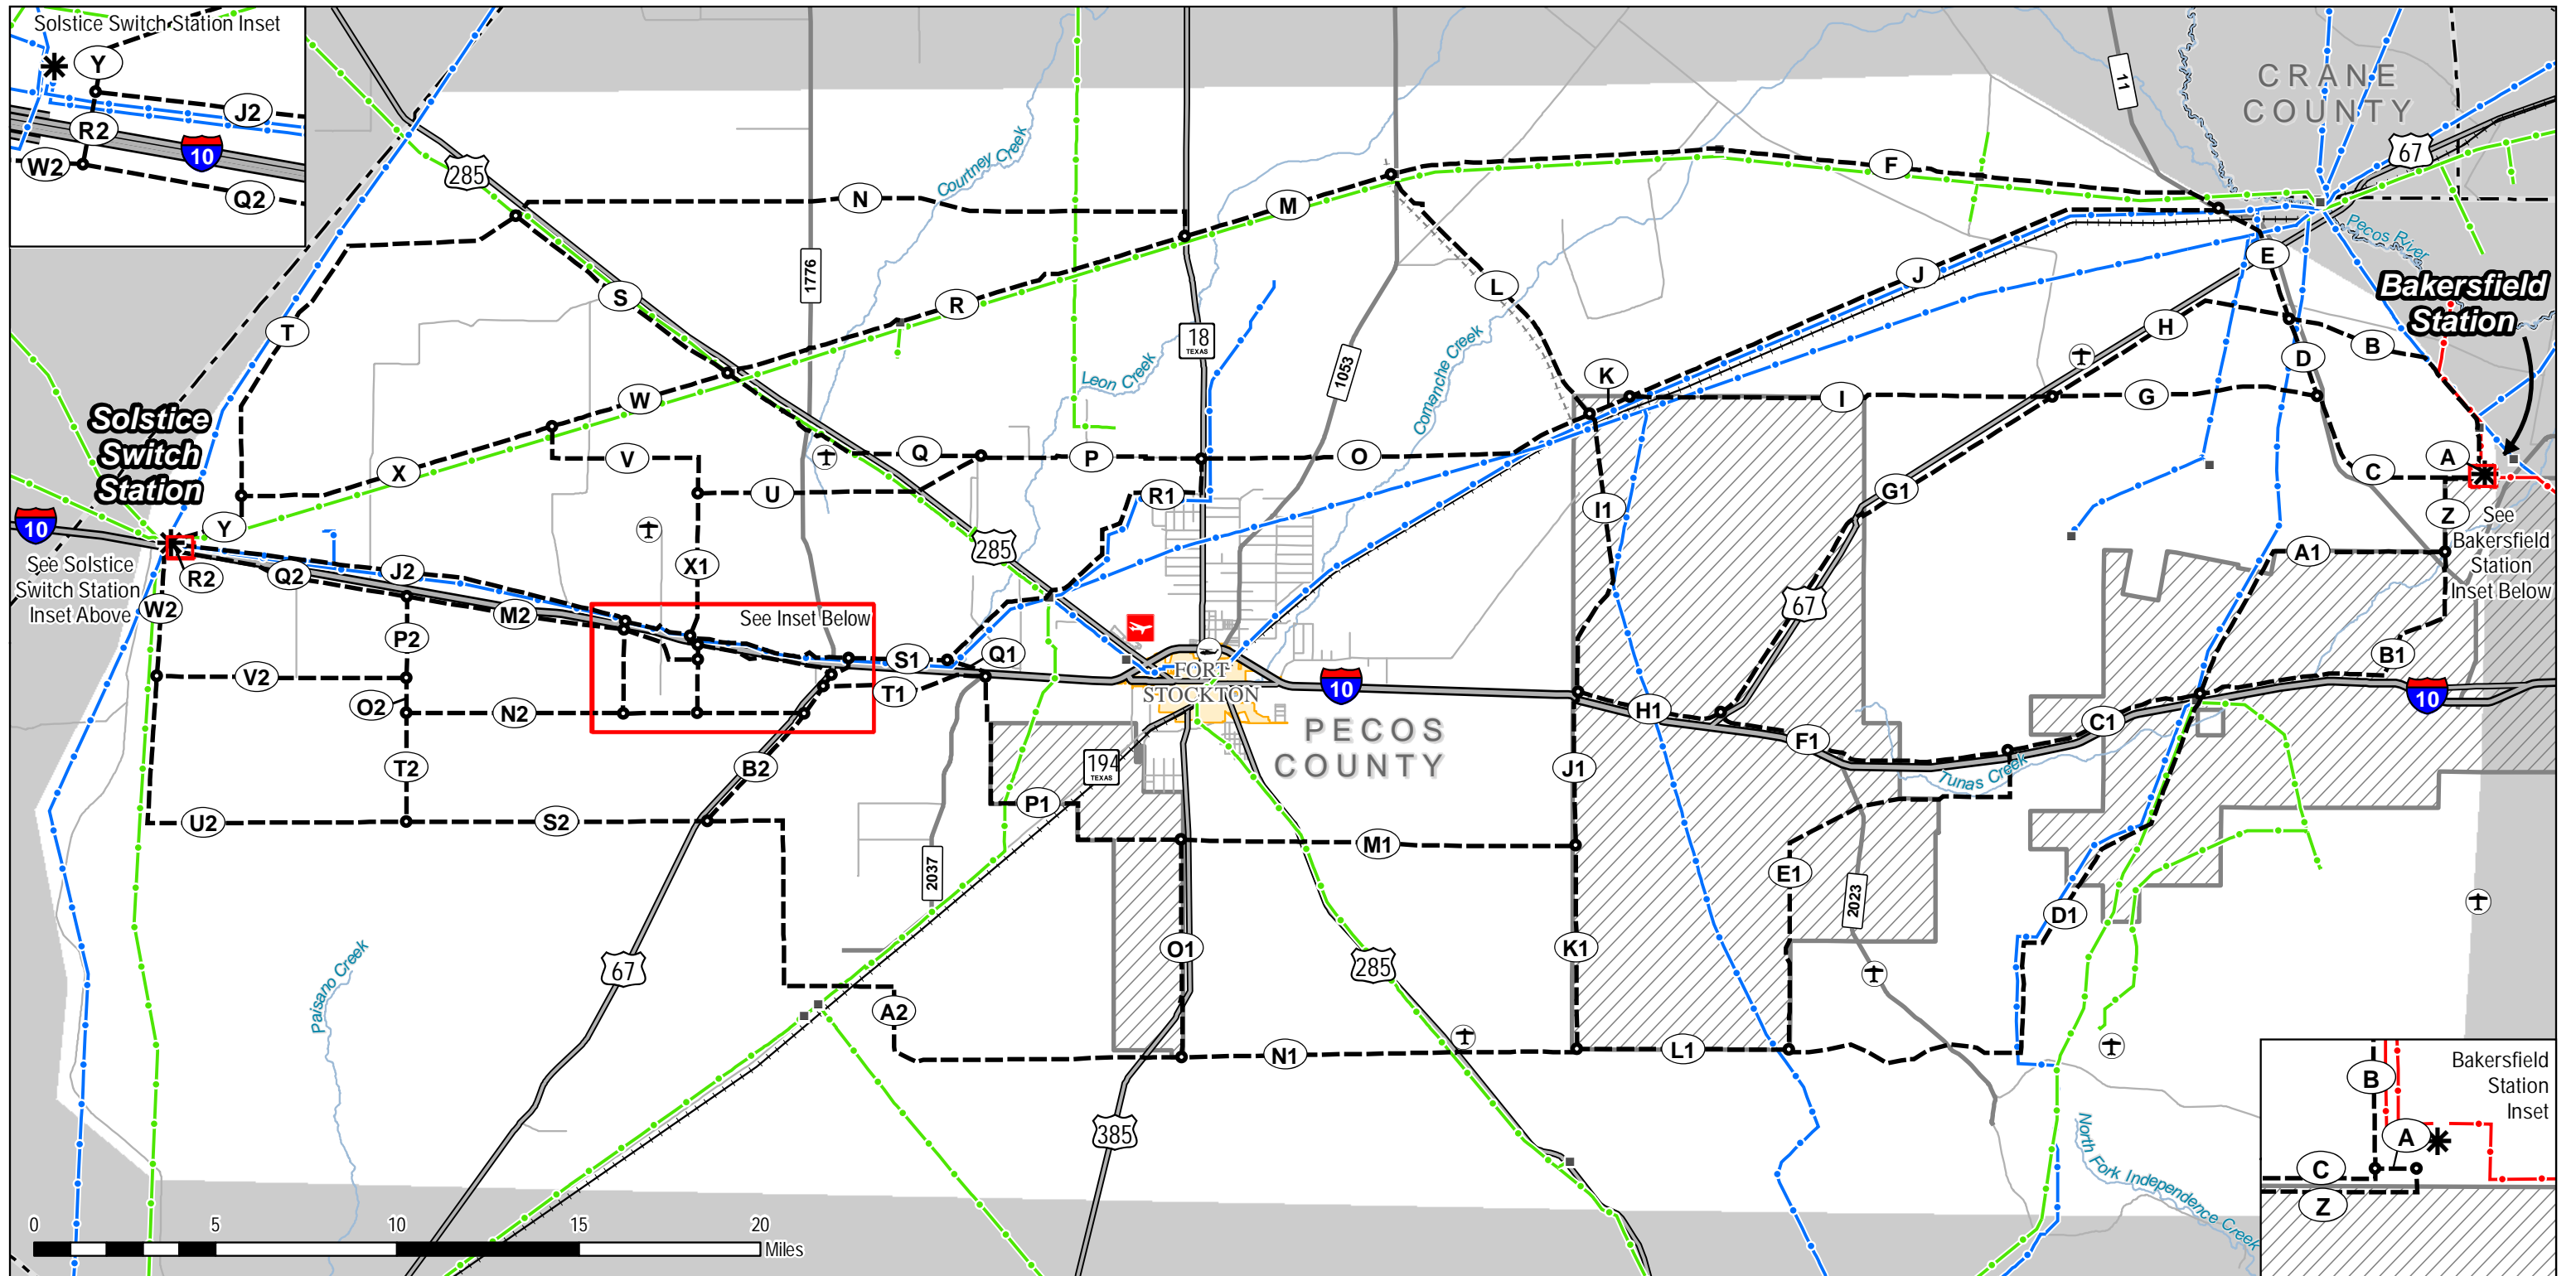 Solstice Switch Station Inset
Y
J2
R2
10
W2
Q2
285
Courtney Creek
N
M
F
11
CRANE
COUNTY
67
Pecos River
E
Bakersfield
Station
1776
S
R
T
L
J
H
B
D
18
TEXAS
1053
Comanche Creek
Leon Creek
K
I
G
W
Solstice
Switch
Station
X
V
Q
P
O
A
C
U
R1
G1
Z
I1
See
Bakersfield
Station
Inset Below
10
Y
285
A1
See Solstice
Switch Station
Inset Above
R2
Q2
J2
X1
W2
M2
See Inset Below
67
P2
S1
Q1
B1
V2
T1
FORT
STOCKTON
10
10
O2
N2
H1
C1
PECOS
COUNTY
F1
T2
B2
194
TEXAS
J1
Tunas Creek
P1
U2
S2
M1
2037
E1
2023
D1
O1
K1
67
285
Paisano Creek
A2
N1
L1
385
B
Bakersfield
Station
Inset
A
C
Z
North Fork Independence Creek
0
5
10
15
20
Miles